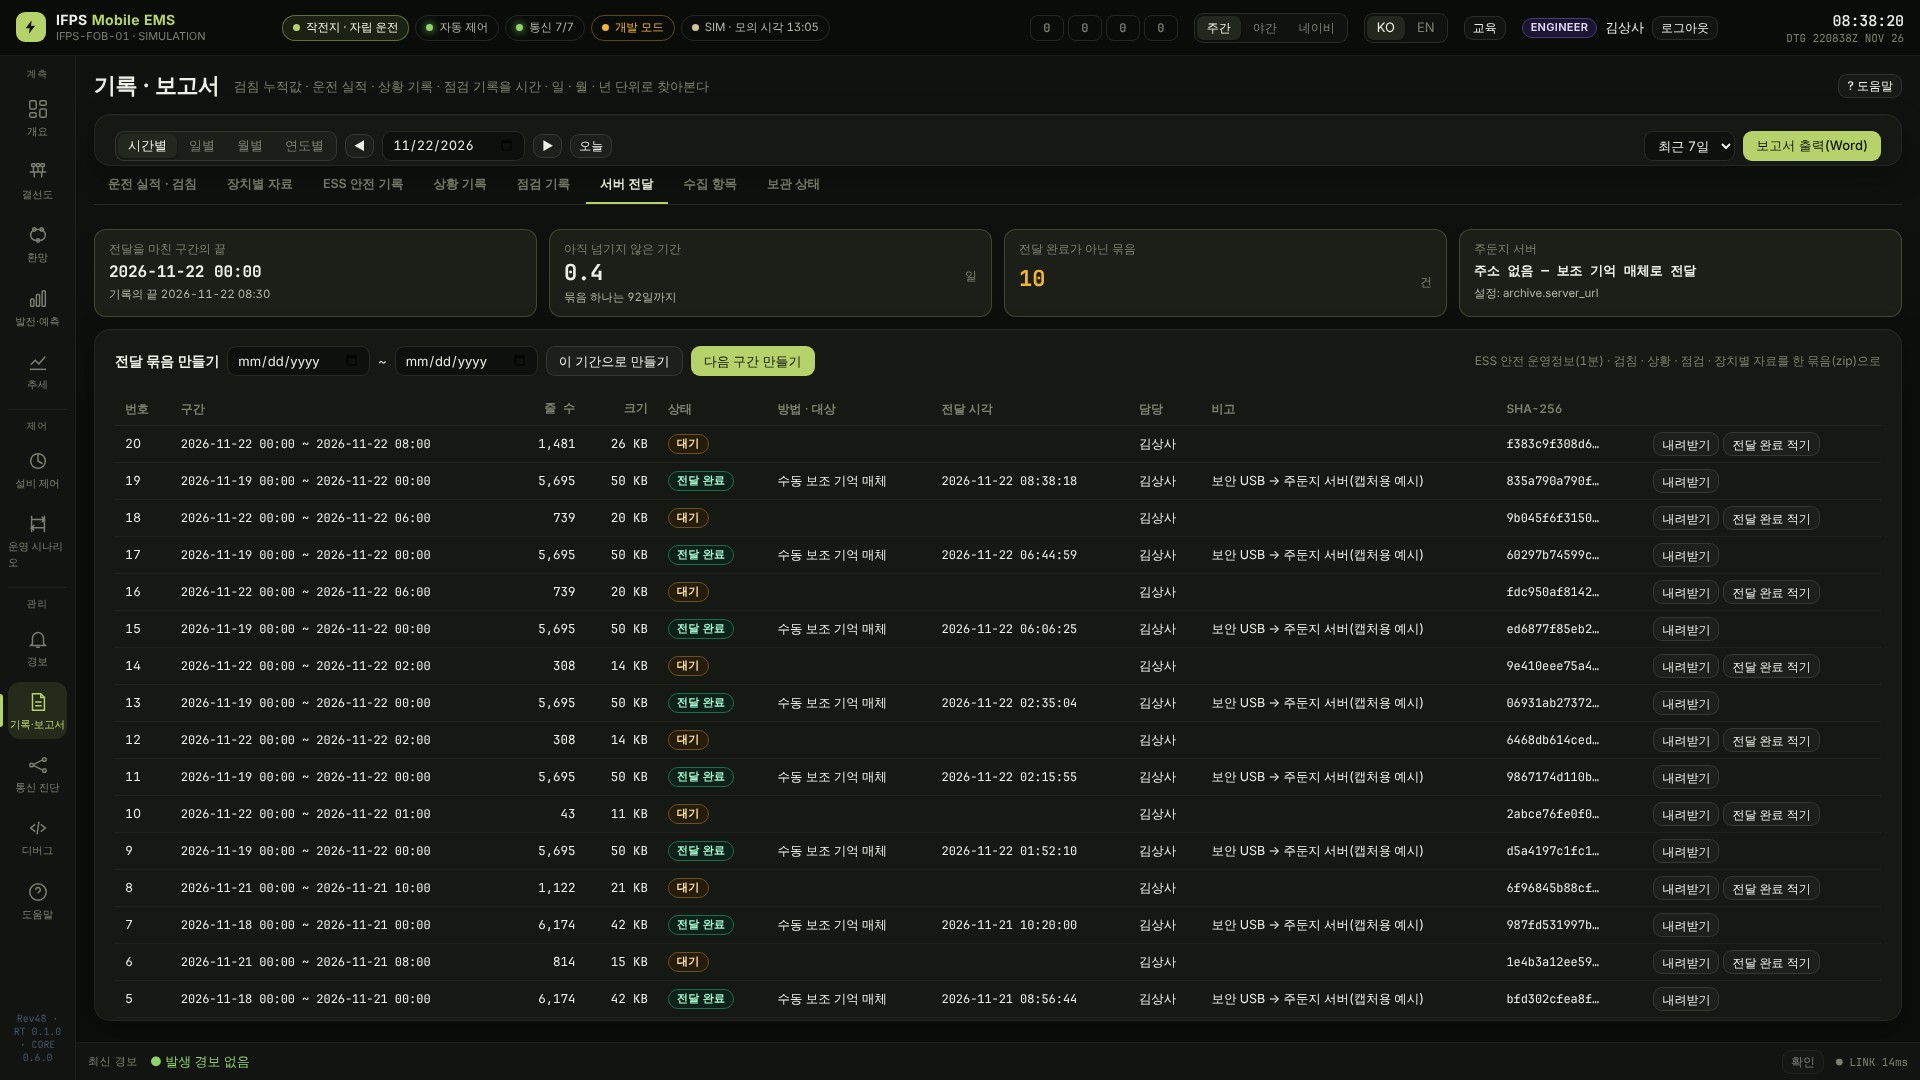 IFPS Mobile EMS
IFPS-FOB-01 · SIMULATION
작전지 · 자립 운전
자동 제어
통신 7/7
개발 모드
SIM · 모의 시각 13:05
0 0 0 0
주간 야간 네이비
KO EN
교육
ENGINEER 김상사 로그아웃
08:38:20
DTG 220838Z NOV 26
계측
개요
결선도
환망
발전·예측
추세
제어
설비 제어
운영 시나리오
관리
경보
기록·보고서
통신 진단
디버그
도움말
Rev48 · RT 0.1.0 · CORE 0.6.0
기록 · 보고서 검침 누적값 · 운전 실적 · 상황 기록 · 점검 기록을 시간 · 일 · 월 · 년 단위로 찾아본다
? 도움말
시간별 일별 월별 연도별 ◀ 11/22/2026 ▶ 오늘
최근 7일 보고서 출력(Word)
운전 실적 · 검침 장치별 자료 ESS 안전 기록 상황 기록 점검 기록 서버 전달 수집 항목 보관 상태
전달을 마친 구간의 끝
2026-11-22 00:00
기록의 끝 2026-11-22 08:30
아직 넘기지 않은 기간
0.4 일
묶음 하나는 92일까지
전달 완료가 아닌 묶음
10 건
주둔지 서버
주소 없음 — 보조 기억 매체로 전달
설정: archive.server_url
전달 묶음 만들기 mm/dd/yyyy ~ mm/dd/yyyy 이 기간으로 만들기 다음 구간 만들기
ESS 안전 운영정보(1분) · 검침 · 상황 · 점검 · 장치별 자료를 한 묶음(zip)으로
번호 구간 줄 수 크기 상태 방법 · 대상 전달 시각 담당 비고 SHA-256
20 2026-11-22 00:00 ~ 2026-11-22 08:00 1,481 26 KB 대기 김상사 f383c9f308d6… 내려받기 전달 완료 적기
19 2026-11-19 00:00 ~ 2026-11-22 00:00 5,695 50 KB 전달 완료 수동 보조 기억 매체 2026-11-22 08:38:18 김상사 보안 USB → 주둔지 서버(캡처용 예시) 835a790a790f… 내려받기
18 2026-11-22 00:00 ~ 2026-11-22 06:00 739 20 KB 대기 김상사 9b045f6f3150… 내려받기 전달 완료 적기
17 2026-11-19 00:00 ~ 2026-11-22 00:00 5,695 50 KB 전달 완료 수동 보조 기억 매체 2026-11-22 06:44:59 김상사 보안 USB → 주둔지 서버(캡처용 예시) 60297b74599c… 내려받기
16 2026-11-22 00:00 ~ 2026-11-22 06:00 739 20 KB 대기 김상사 fdc950af8142… 내려받기 전달 완료 적기
15 2026-11-19 00:00 ~ 2026-11-22 00:00 5,695 50 KB 전달 완료 수동 보조 기억 매체 2026-11-22 06:06:25 김상사 보안 USB → 주둔지 서버(캡처용 예시) ed6877f85eb2… 내려받기
14 2026-11-22 00:00 ~ 2026-11-22 02:00 308 14 KB 대기 김상사 9e410eee75a4… 내려받기 전달 완료 적기
13 2026-11-19 00:00 ~ 2026-11-22 00:00 5,695 50 KB 전달 완료 수동 보조 기억 매체 2026-11-22 02:35:04 김상사 보안 USB → 주둔지 서버(캡처용 예시) 06931ab27372… 내려받기
12 2026-11-22 00:00 ~ 2026-11-22 02:00 308 14 KB 대기 김상사 6468db614ced… 내려받기 전달 완료 적기
11 2026-11-19 00:00 ~ 2026-11-22 00:00 5,695 50 KB 전달 완료 수동 보조 기억 매체 2026-11-22 02:15:55 김상사 보안 USB → 주둔지 서버(캡처용 예시) 9867174d110b… 내려받기
10 2026-11-22 00:00 ~ 2026-11-22 01:00 43 11 KB 대기 김상사 2abce76fe0f0… 내려받기 전달 완료 적기
9 2026-11-19 00:00 ~ 2026-11-22 00:00 5,695 50 KB 전달 완료 수동 보조 기억 매체 2026-11-22 01:52:10 김상사 보안 USB → 주둔지 서버(캡처용 예시) d5a4197c1fc1… 내려받기
8 2026-11-21 00:00 ~ 2026-11-21 10:00 1,122 21 KB 대기 김상사 6f96845b88cf… 내려받기 전달 완료 적기
7 2026-11-18 00:00 ~ 2026-11-21 00:00 6,174 42 KB 전달 완료 수동 보조 기억 매체 2026-11-21 10:20:00 김상사 보안 USB → 주둔지 서버(캡처용 예시) 987fd531997b… 내려받기
6 2026-11-21 00:00 ~ 2026-11-21 08:00 814 15 KB 대기 김상사 1e4b3a12ee59… 내려받기 전달 완료 적기
5 2026-11-18 00:00 ~ 2026-11-21 00:00 6,174 42 KB 전달 완료 수동 보조 기억 매체 2026-11-21 08:56:44 김상사 보안 USB → 주둔지 서버(캡처용 예시) bfd302cfea8f… 내려받기
최신 경보 발생 경보 없음
확인 LINK 14ms